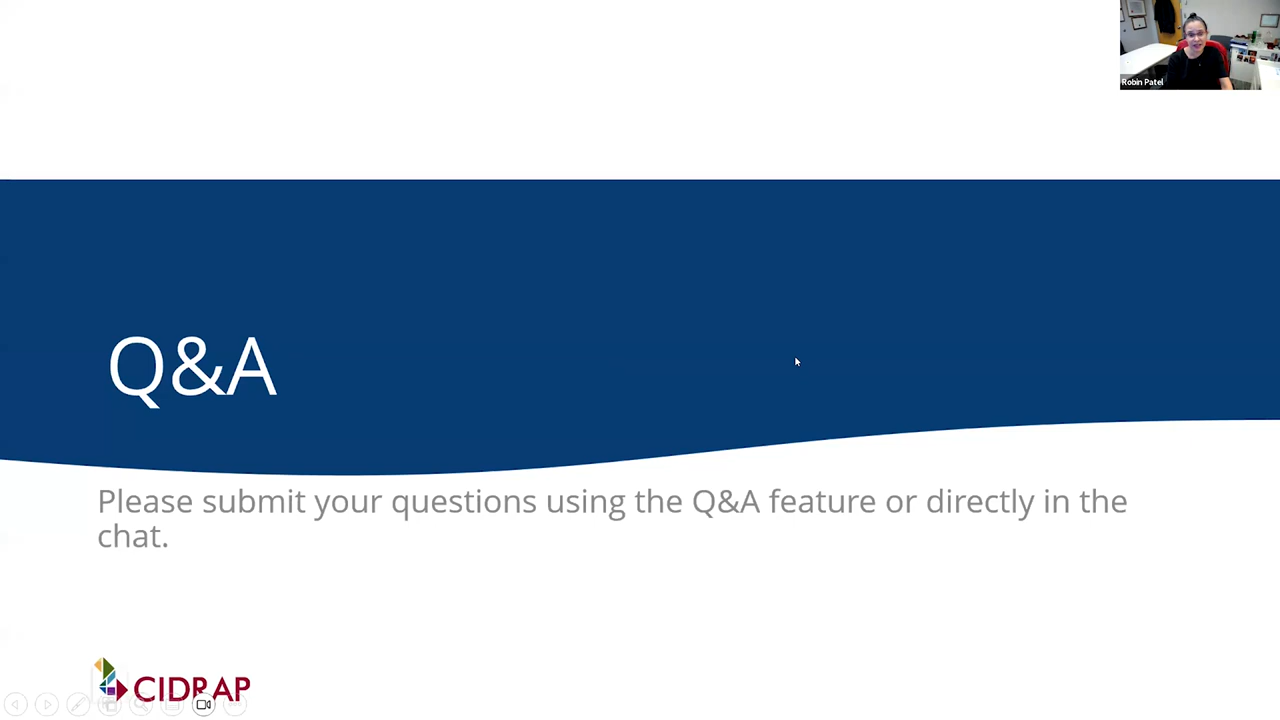 Robin Patel
Q&A
Please submit your questions using the Q&A feature or directly in the
chat.
CIDRAP